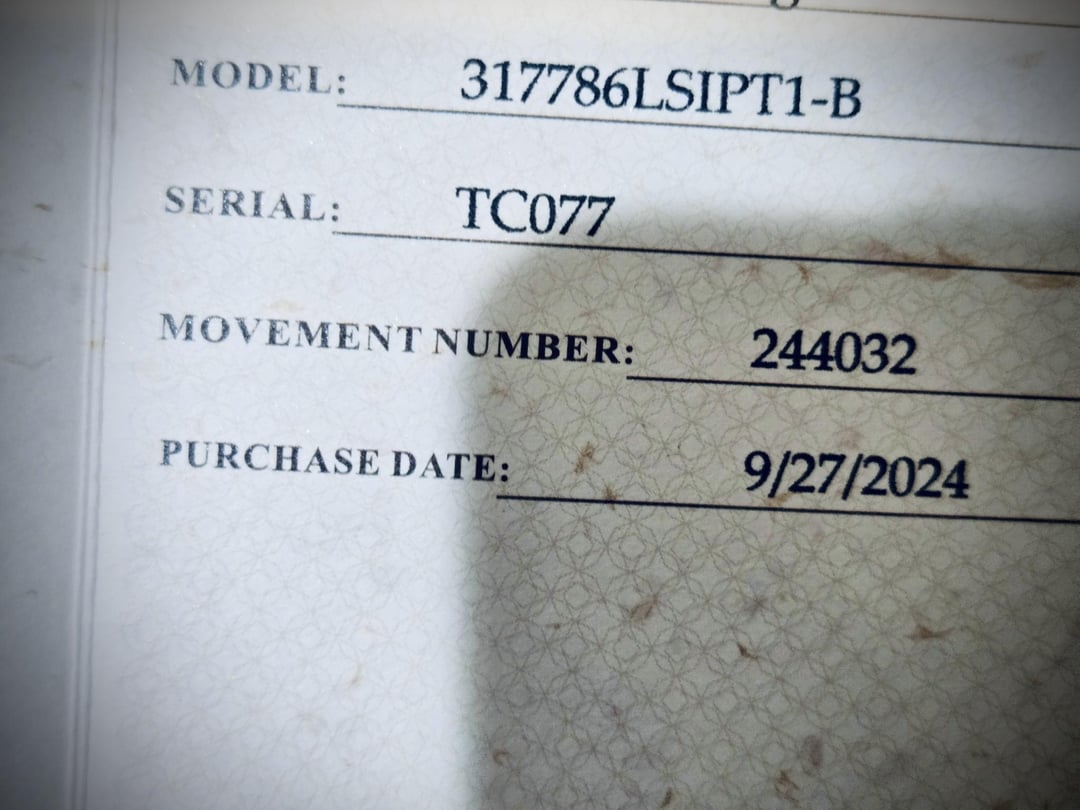 MODEL: 317786LSIPT1-B
SERIAL: TC077
MOVEMENT NUMBER: 244032
PURCHASE DATE: 9/27/2024